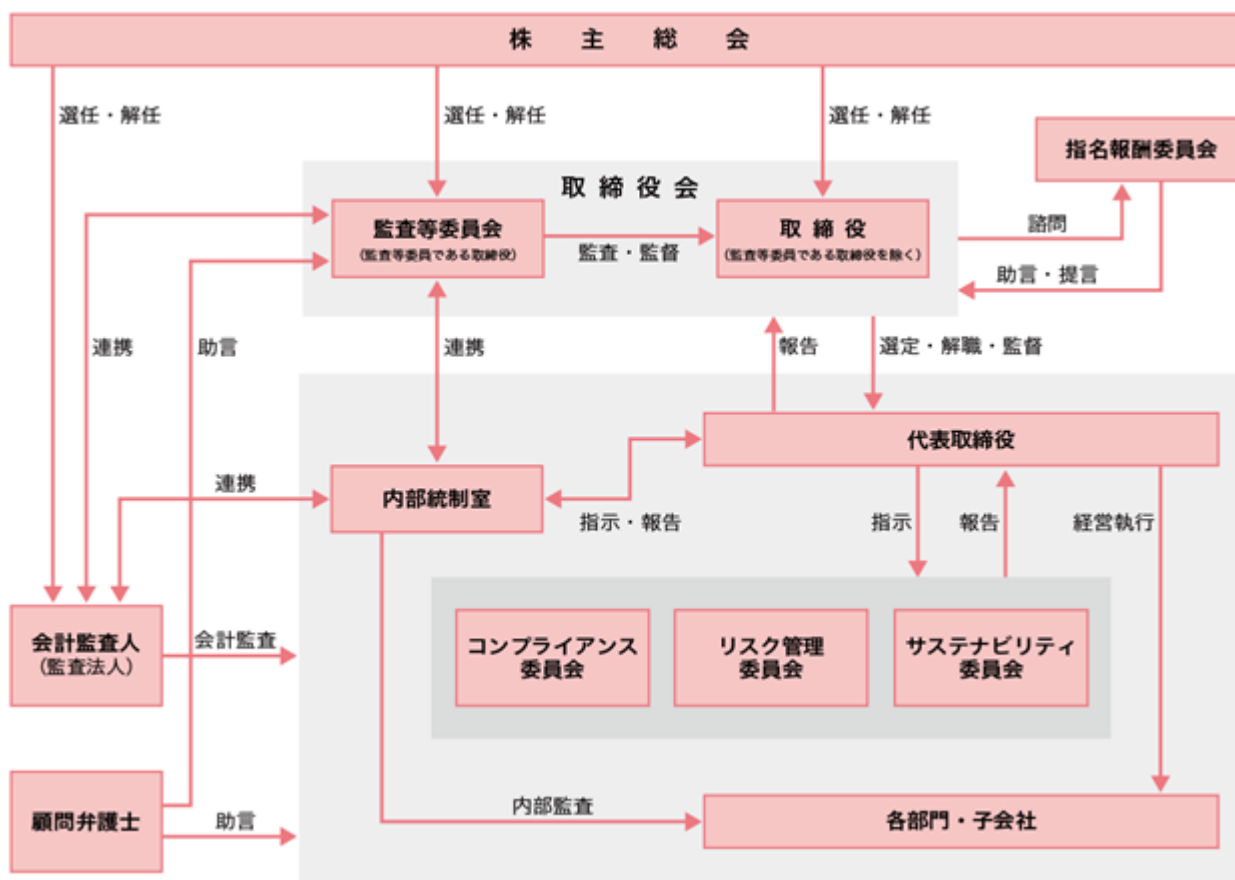 株主総会
選任・解任
選任・解任
選任・解任
指名報酬委員会
取締役会
監査等委員会
(監査等委員である取締役)
監査・監督
取締役
(監査等委員である取締役を除く)
諮問
助言・提言
連携
助言
連携
報告
選定・解職・監督
代表取締役
連携
内部統制室
指示・報告
指示
報告
経営執行
会計監査人
(監査法人)
会計監査
コンプライアンス
委員会
リスク管理
委員会
サステナビリティ
委員会
顧問弁護士
助言
内部監査
各部門・子会社